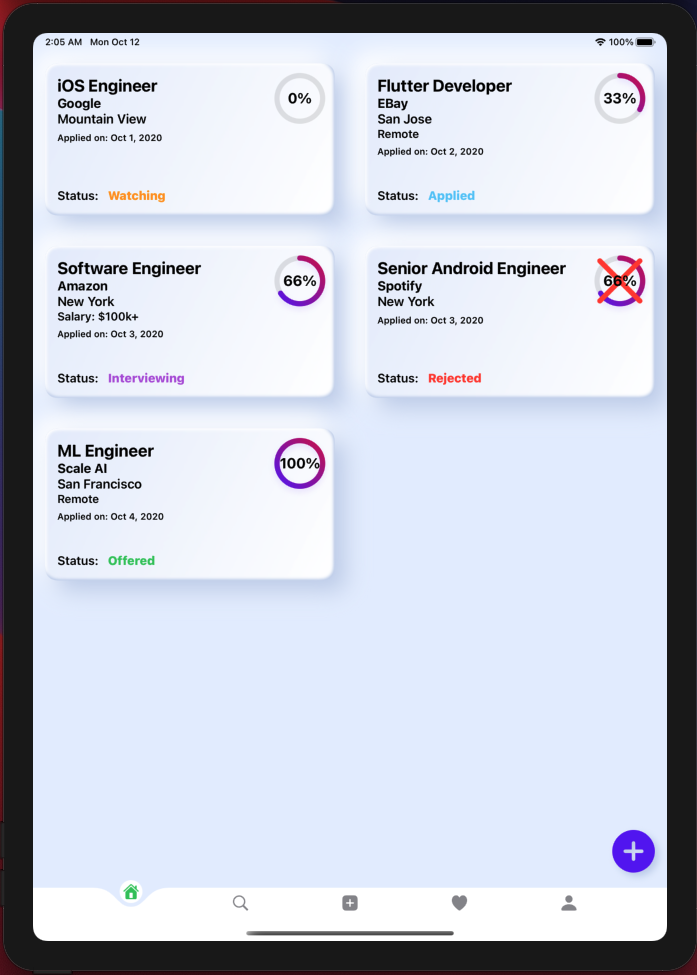 2:05 AM Mon Oct 12
100%
iOS Engineer
Google
Mountain View
Applied on: Oct 1, 2020
0%
Status: Watching
Flutter Developer
EBay
San Jose
Remote
Applied on: Oct 2, 2020
33%
Status: Applied
Software Engineer
Amazon
New York
Salary: $100k+
Applied on: Oct 3, 2020
66%
Status: Interviewing
Senior Android Engineer
Spotify
New York
Applied on: Oct 3, 2020
66%
Status: Rejected
ML Engineer
Scale AI
San Francisco
Remote
Applied on: Oct 4, 2020
100%
Status: Offered